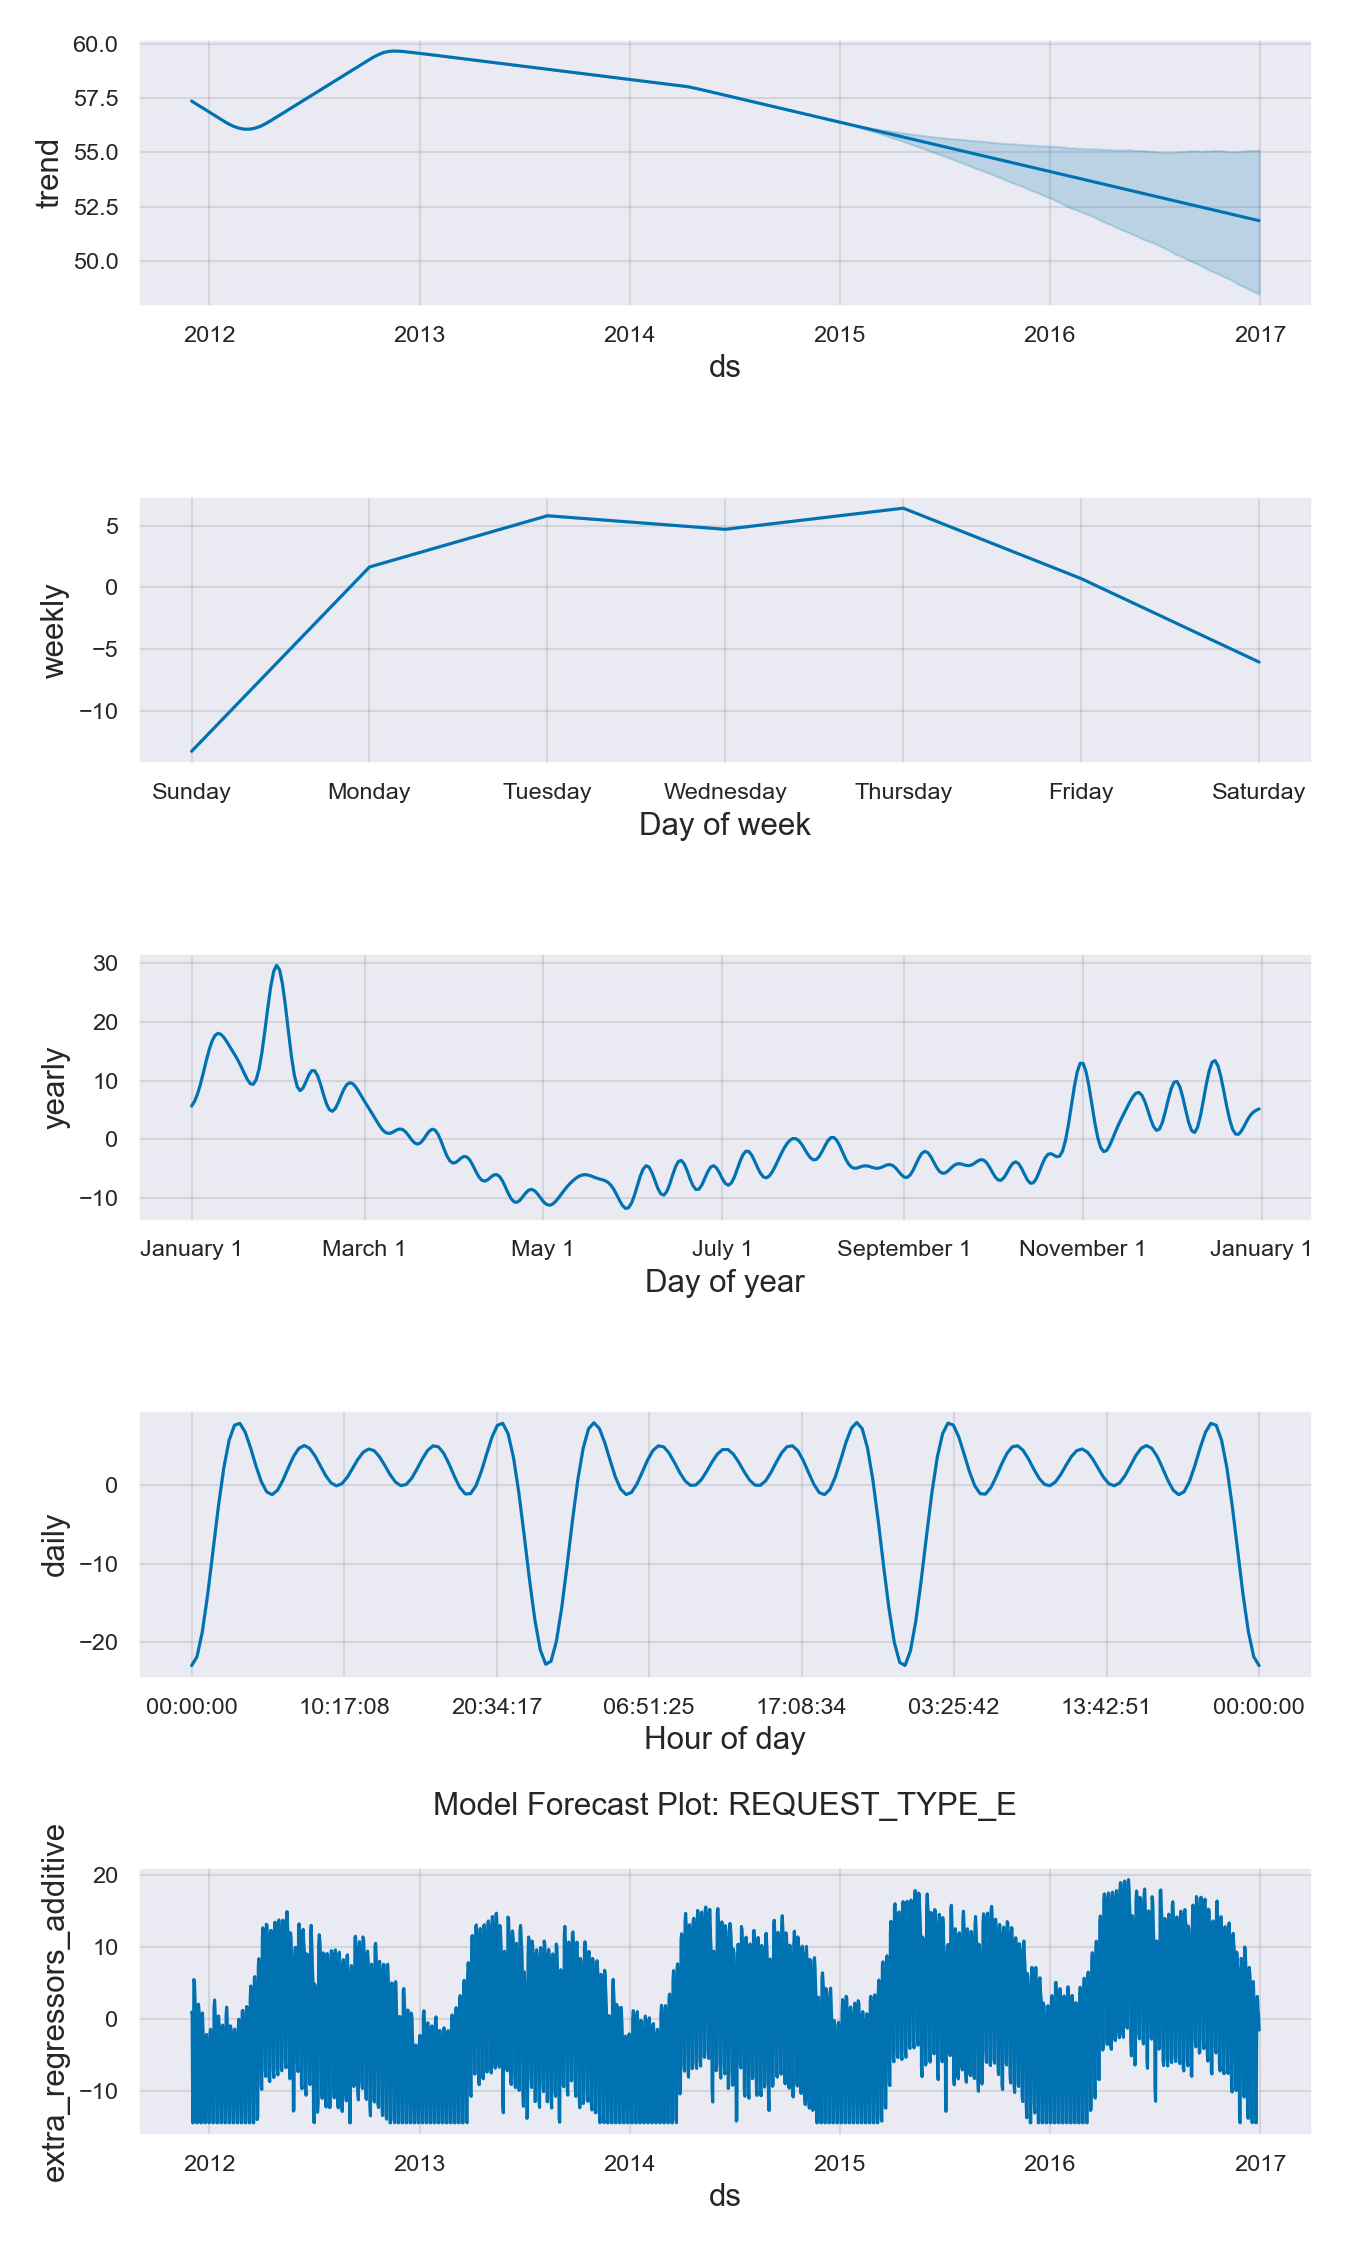 60.0
57.5
55.0
52.5
50.0
trend
2012 2013 2014 2015 2016 2017
ds
5
0
−5
−10
weekly
Sunday Monday Tuesday Wednesday Thursday Friday Saturday
Day of week
30
20
10
0
−10
yearly
January 1 March 1 May 1 July 1 September 1 November 1 January 1
Day of year
0
−10
−20
daily
00:00:00 10:17:08 20:34:17 06:51:25 17:08:34 03:25:42 13:42:51 00:00:00
Hour of day
Model Forecast Plot: REQUEST_TYPE_E
20
10
0
−10
extra_regressors_additive
2012 2013 2014 2015 2016 2017
ds